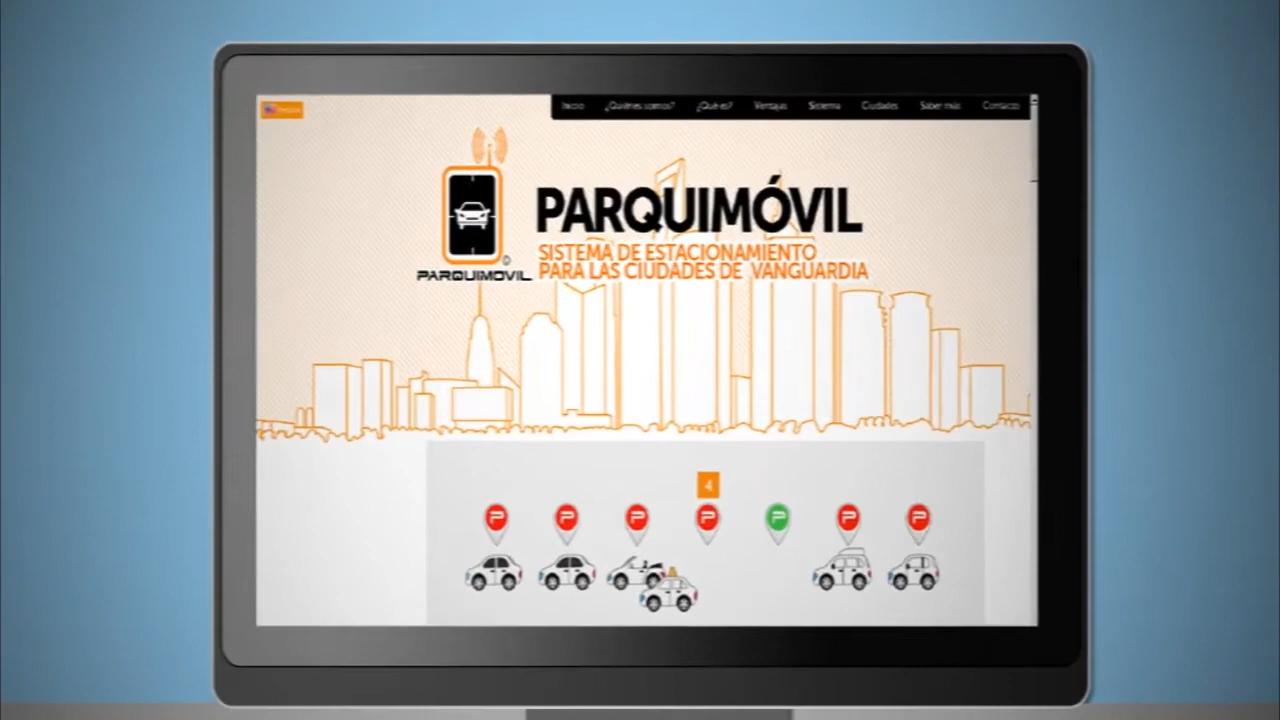 Inicio ¿Quiénes somos? ¿Qué es? Ventajas Sistema Ciudades Saber más Contacto
PARQUIMÓVIL
SISTEMA DE ESTACIONAMIENTO
PARA LAS CIUDADES DE VANGUARDIA
PARQUIMOVIL
4
P P P P P P P